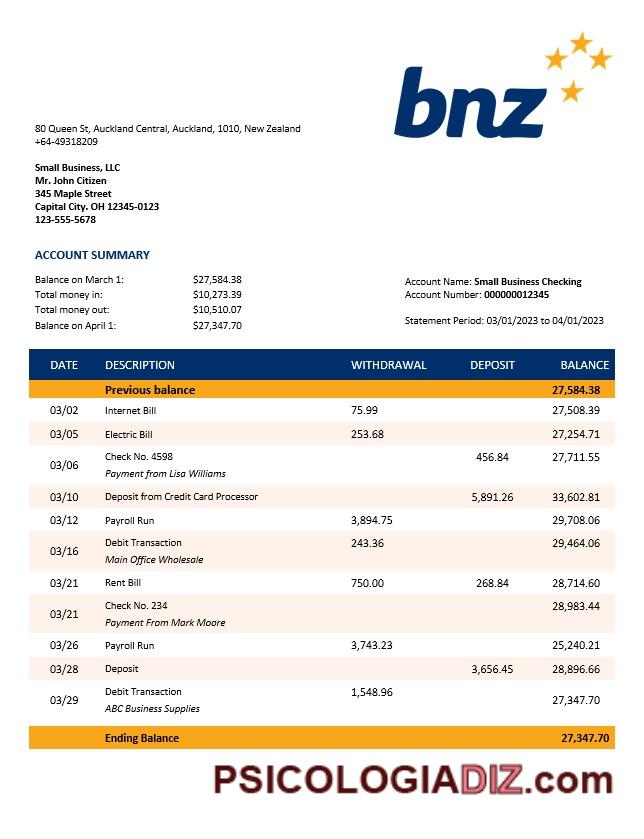 bnz
80 Queen St, Auckland Central, Auckland, 1010, New Zealand
+64-49318209
Small Business, LLC
Mr. John Citizen
345 Maple Street
Capital City. OH 12345-0123
123-555-5678
ACCOUNT SUMMARY
Balance on March 1: $27,584.38
Total money in: $10,273.39
Total money out: $10,510.07
Balance on April 1: $27,347.70
Account Name: Small Business Checking
Account Number: 000000012345
Statement Period: 03/01/2023 to 04/01/2023
DATE DESCRIPTION WITHDRAWAL DEPOSIT BALANCE
Previous balance 27,584.38
03/02 Internet Bill 75.99 27,508.39
03/05 Electric Bill 253.68 27,254.71
03/06 Check No. 4598 456.84 27,711.55
Payment from Lisa Williams
03/10 Deposit from Credit Card Processor 5,891.26 33,602.81
03/12 Payroll Run 3,894.75 29,708.06
03/16 Debit Transaction 243.36 29,464.06
Main Office Wholesale
03/21 Rent Bill 750.00 268.84 28,714.60
03/21 Check No. 234 28,983.44
Payment From Mark Moore
03/26 Payroll Run 3,743.23 25,240.21
03/28 Deposit 3,656.45 28,896.66
03/29 Debit Transaction 1,548.96 27,347.70
ABC Business Supplies
Ending Balance 27,347.70
PSICOLOGIADIZ.com